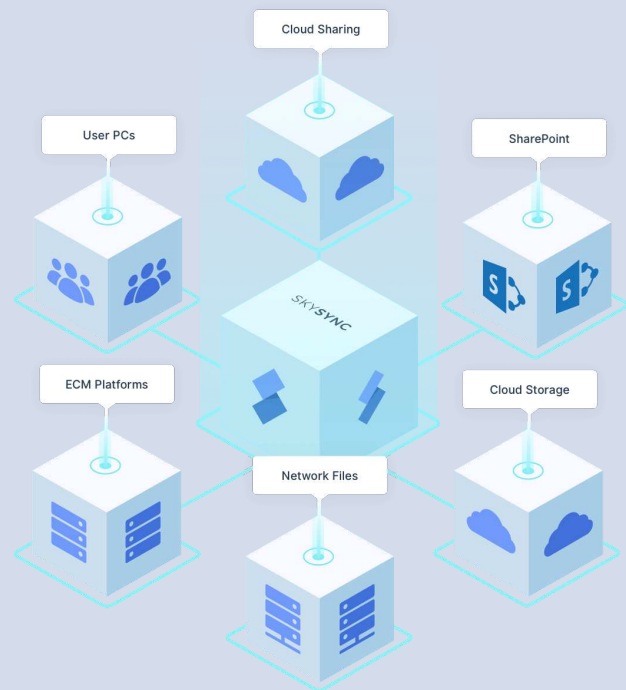 Cloud Sharing
User PCs
SharePoint
SKYSYNC
ECM Platforms
Cloud Storage
Network Files
S
S